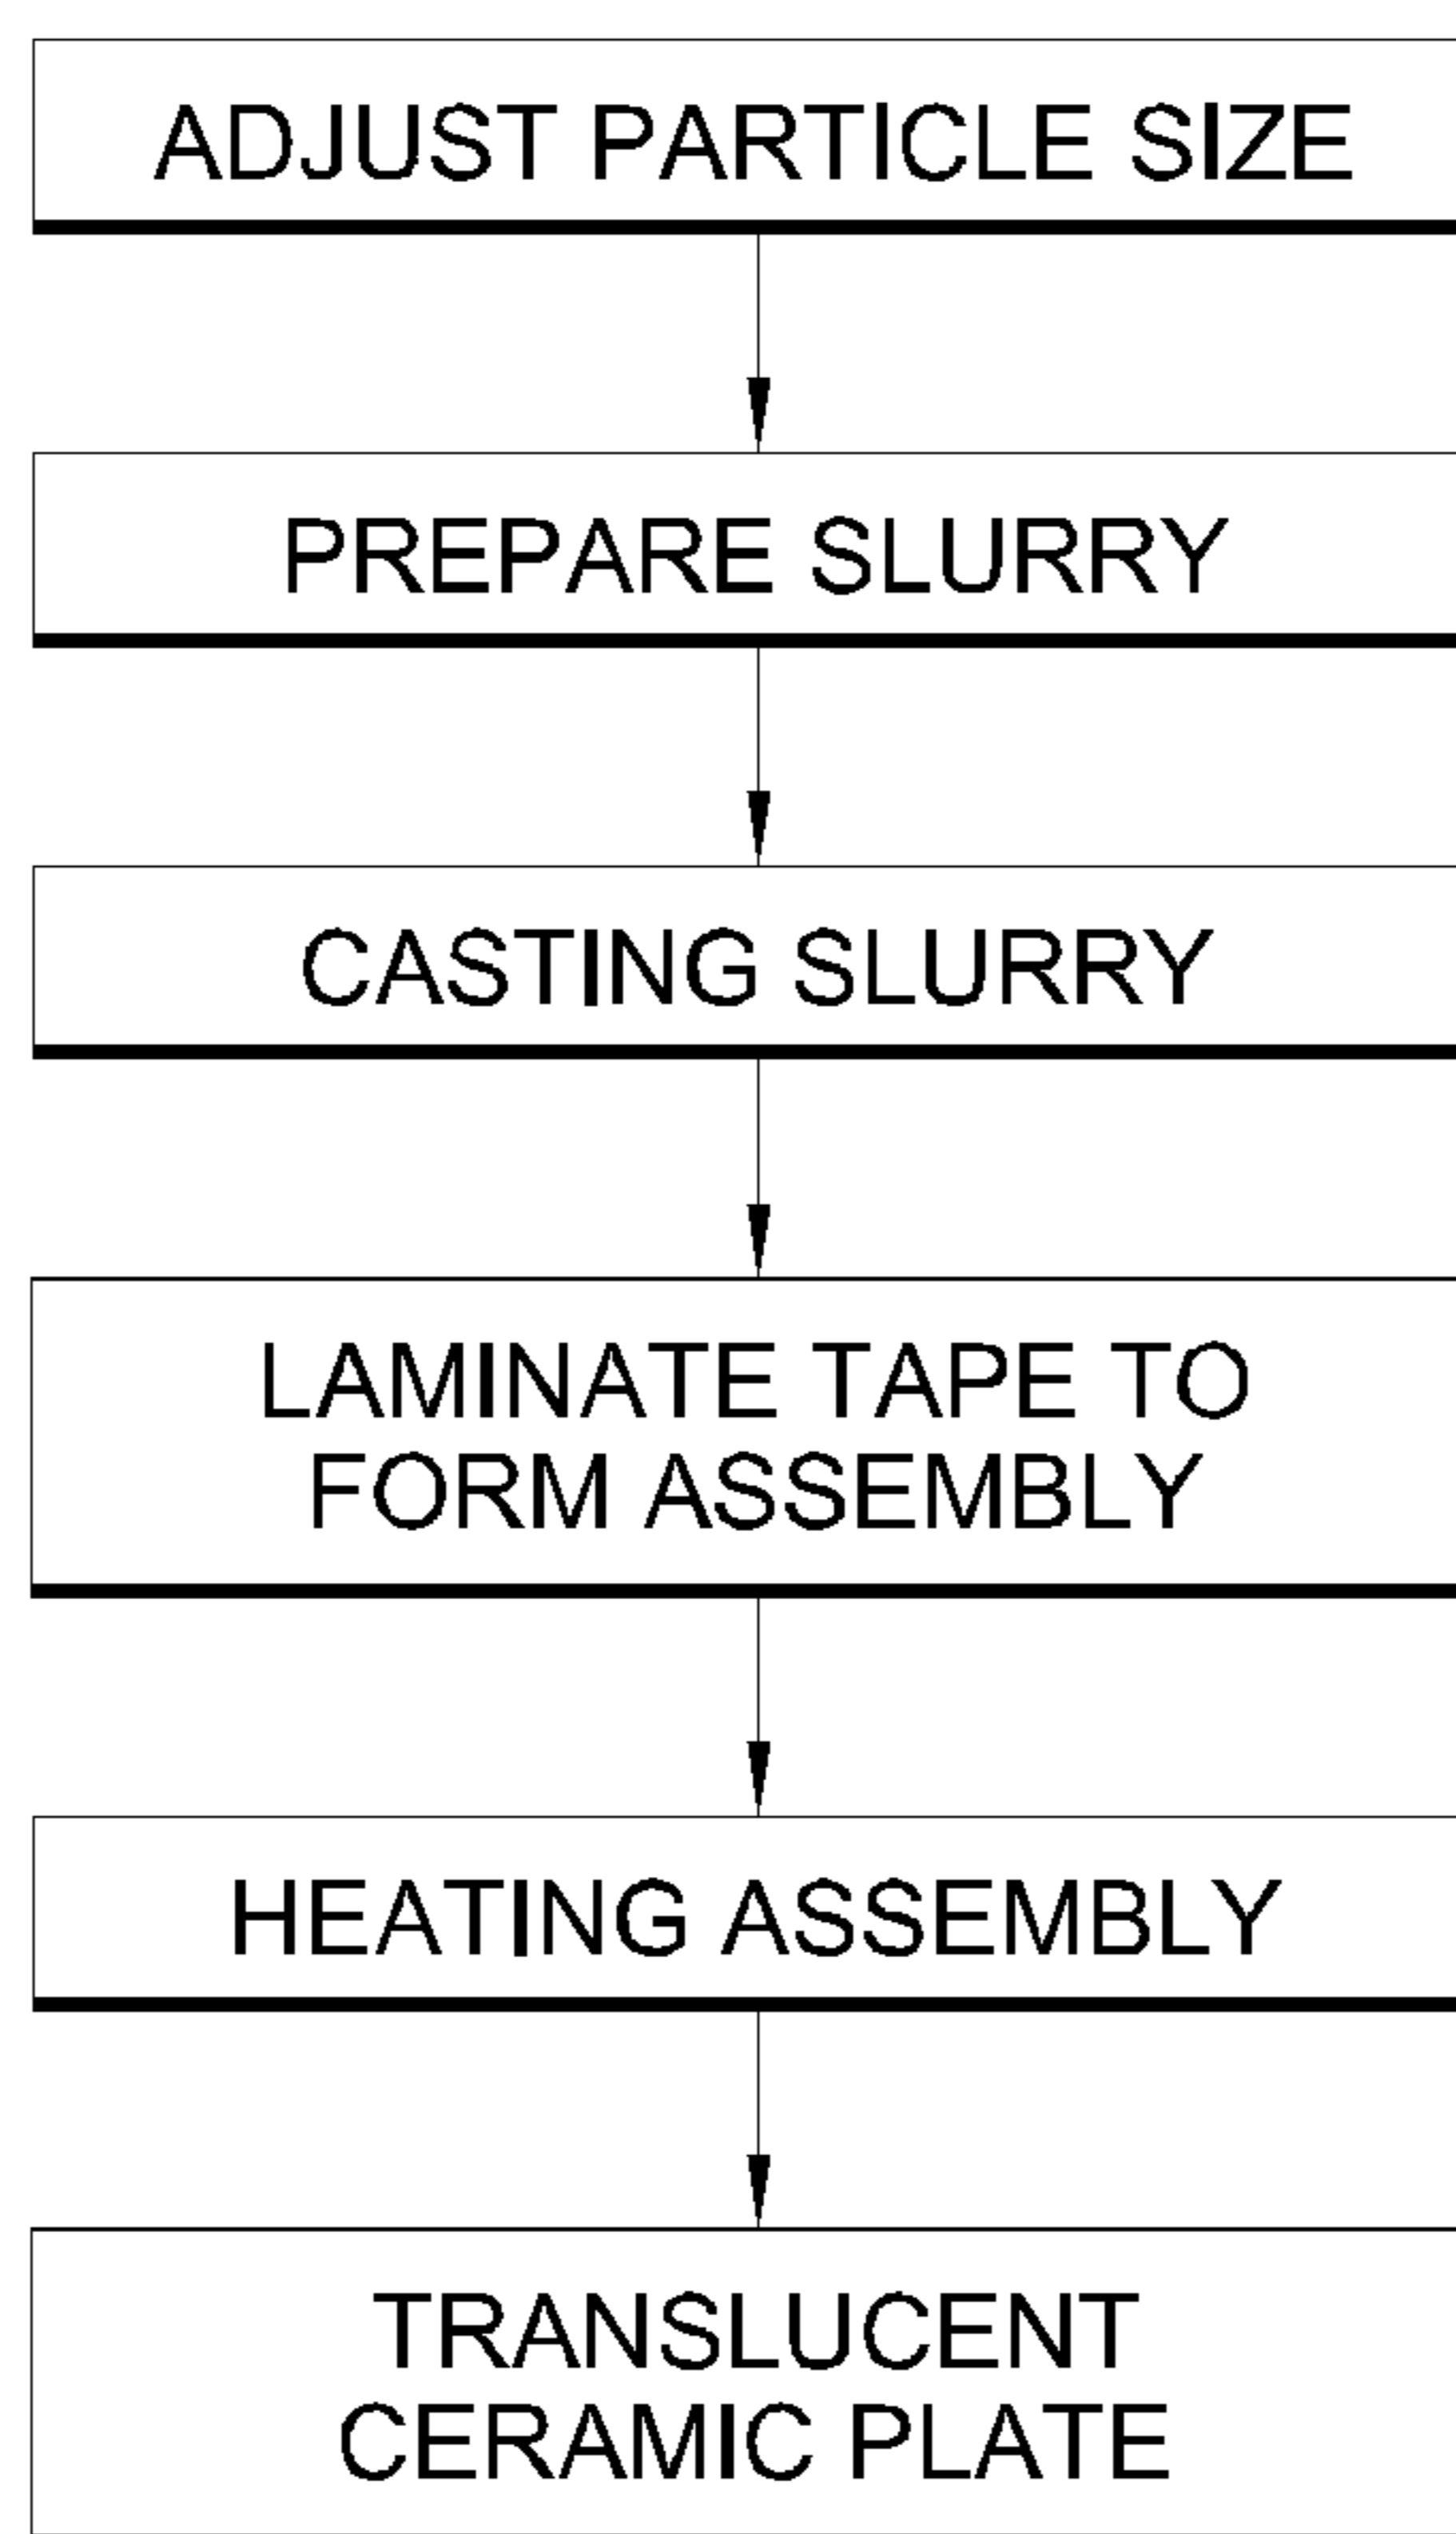 ADJUST PARTICLE SIZE
PREPARE SLURRY
CASTING SLURRY
LAMINATE TAPE TO
FORM ASSEMBLY
HEATING ASSEMBLY
TRANSLUCENT
CERAMIC PLATE